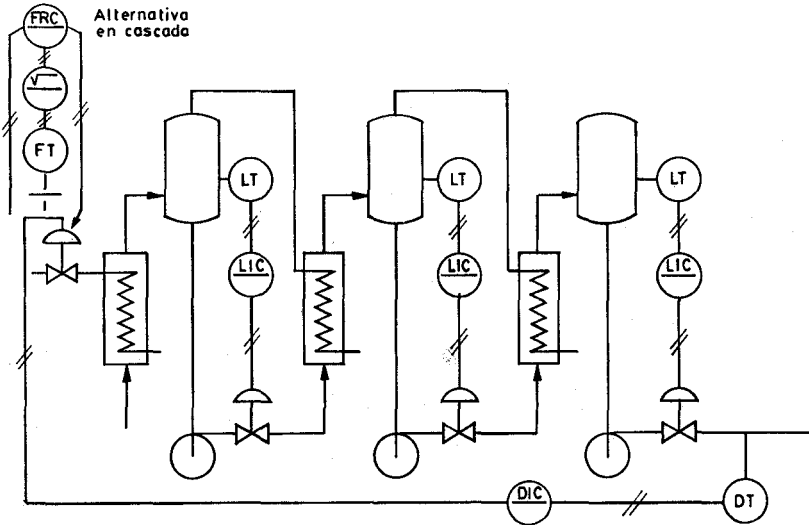 FRC
Alternativa
en cascada
√
FT
LT
LT
LT
LIC
LIC
LIC
DIC
DT